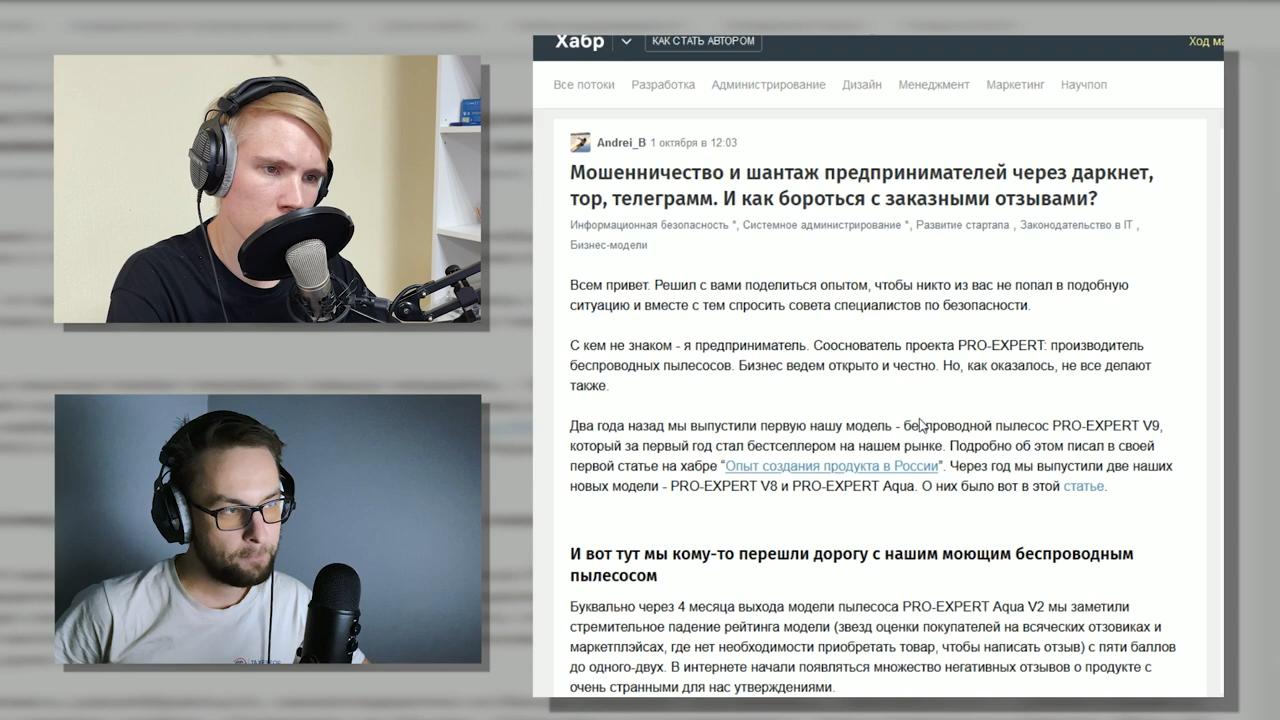 Хабр
КАК СТАТЬ АВТОРОМ
Ход ма
Все потоки Разработка Администрирование Дизайн Менеджмент Маркетинг Научпоп
Andrei_B 1 октября в 12:03
Мошенничество и шантаж предпринимателей через даркнет,
тор, телеграмм. И как бороться с заказными отзывами?
Информационная безопасность *, Системное администрирование *, Развитие стартапа , Законодательство в IT ,
Бизнес-модели
Всем привет. Решил с вами поделиться опытом, чтобы никто из вас не попал в подобную
ситуацию и вместе с тем спросить совета специалистов по безопасности.
С кем не знаком - я предприниматель. Сооснователь проекта PRO-EXPERT: производитель
беспроводных пылесосов. Бизнес ведем открыто и честно. Но, как оказалось, не все делают
также.
Два года назад мы выпустили первую нашу модель - беспроводной пылесос PRO-EXPERT V9,
который за первый год стал бестселлером на нашем рынке. Подробно об этом писал в своей
первой статье на хабре “Опыт создания продукта в России”. Через год мы выпустили две наших
новых модели - PRO-EXPERT V8 и PRO-EXPERT Aqua. О них было вот в этой статье.
И вот тут мы кому-то перешли дорогу с нашим моющим беспроводным
пылесосом
Буквально через 4 месяца выхода модели пылесоса PRO-EXPERT Aqua V2 мы заметили
стремительное падение рейтинга модели (звезд оценки покупателей на всяческих отзовиках и
маркетплэйсах, где нет необходимости приобретать товар, чтобы написать отзыв) с пяти баллов
до одного-двух. В интернете начали появляться множество негативных отзывов о продукте с
очень странными для нас утверждениями.